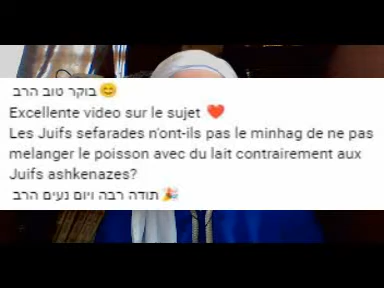 בוקר טוב הרב😊
Excellente video sur le sujet ❤️
Les Juifs sefarades n'ont-ils pas le minhag de ne pas
melanger le poisson avec du lait contrairement aux
Juifs ashkenazes?
תודה רבה ויום נעים הרב🎉